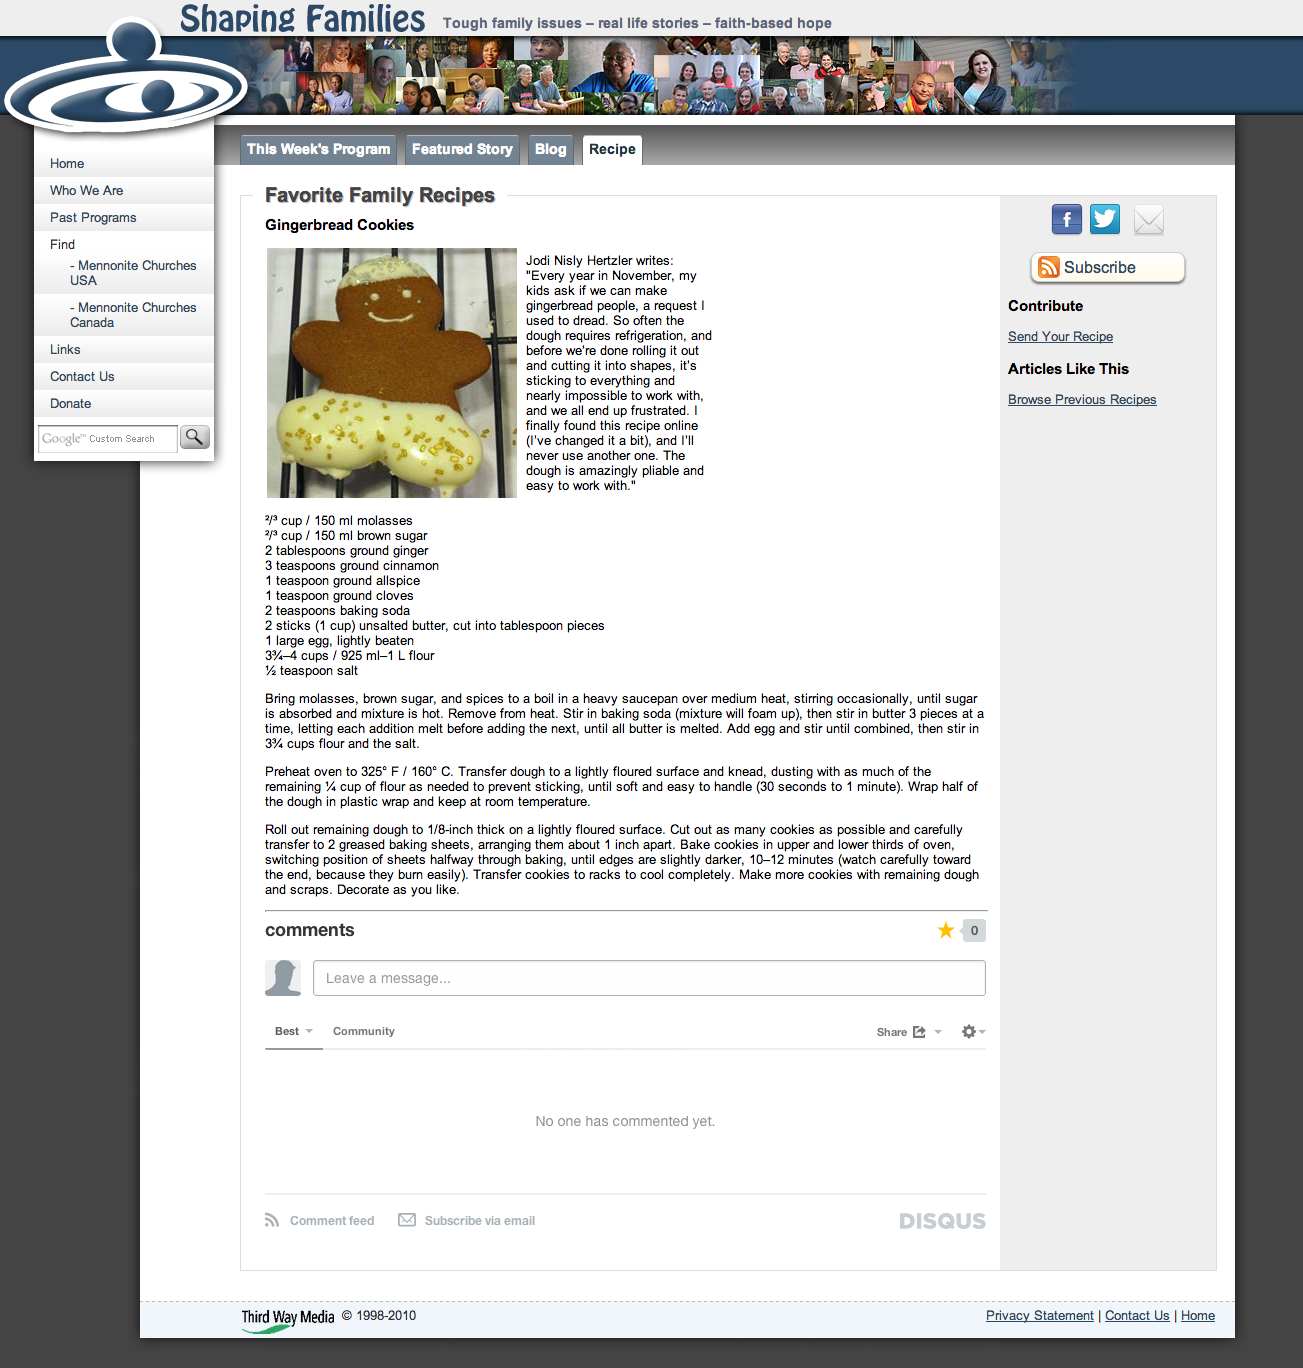 Shaping Families
Tough family issues – real life stories – faith-based hope
This Week's Program
Featured Story
Blog
Recipe
Home
Who We Are
Past Programs
Find
- Mennonite Churches
USA
- Mennonite Churches
Canada
Links
Contact Us
Donate
Google™ Custom Search
Favorite Family Recipes
Gingerbread Cookies
Jodi Nisly Hertzler writes:
"Every year in November, my
kids ask if we can make
gingerbread people, a request I
used to dread. So often the
dough requires refrigeration, and
before we're done rolling it out
and cutting it into shapes, it's
sticking to everything and
nearly impossible to work with,
and we all end up frustrated. I
finally found this recipe online
(I've changed it a bit), and I'll
never use another one. The
dough is amazingly pliable and
easy to work with."
²/³ cup / 150 ml molasses
²/³ cup / 150 ml brown sugar
2 tablespoons ground ginger
3 teaspoons ground cinnamon
1 teaspoon ground allspice
1 teaspoon ground cloves
2 teaspoons baking soda
2 sticks (1 cup) unsalted butter, cut into tablespoon pieces
1 large egg, lightly beaten
3¾–4 cups / 925 ml–1 L flour
½ teaspoon salt
Bring molasses, brown sugar, and spices to a boil in a heavy saucepan over medium heat, stirring occasionally, until sugar
is absorbed and mixture is hot. Remove from heat. Stir in baking soda (mixture will foam up), then stir in butter 3 pieces at a
time, letting each addition melt before adding the next, until all butter is melted. Add egg and stir until combined, then stir in
3¾ cups flour and the salt.
Preheat oven to 325° F / 160° C. Transfer dough to a lightly floured surface and knead, dusting with as much of the
remaining ¼ cup of flour as needed to prevent sticking, until soft and easy to handle (30 seconds to 1 minute). Wrap half of
the dough in plastic wrap and keep at room temperature.
Roll out remaining dough to 1/8-inch thick on a lightly floured surface. Cut out as many cookies as possible and carefully
transfer to 2 greased baking sheets, arranging them about 1 inch apart. Bake cookies in upper and lower thirds of oven,
switching position of sheets halfway through baking, until edges are slightly darker, 10–12 minutes (watch carefully toward
the end, because they burn easily). Transfer cookies to racks to cool completely. Make more cookies with remaining dough
and scraps. Decorate as you like.
Subscribe
Contribute
Send Your Recipe
Articles Like This
Browse Previous Recipes
comments
0
Leave a message...
Best
Community
Share
No one has commented yet.
Comment feed
Subscribe via email
DISQUS
Third Way Media © 1998-2010
Privacy Statement | Contact Us | Home